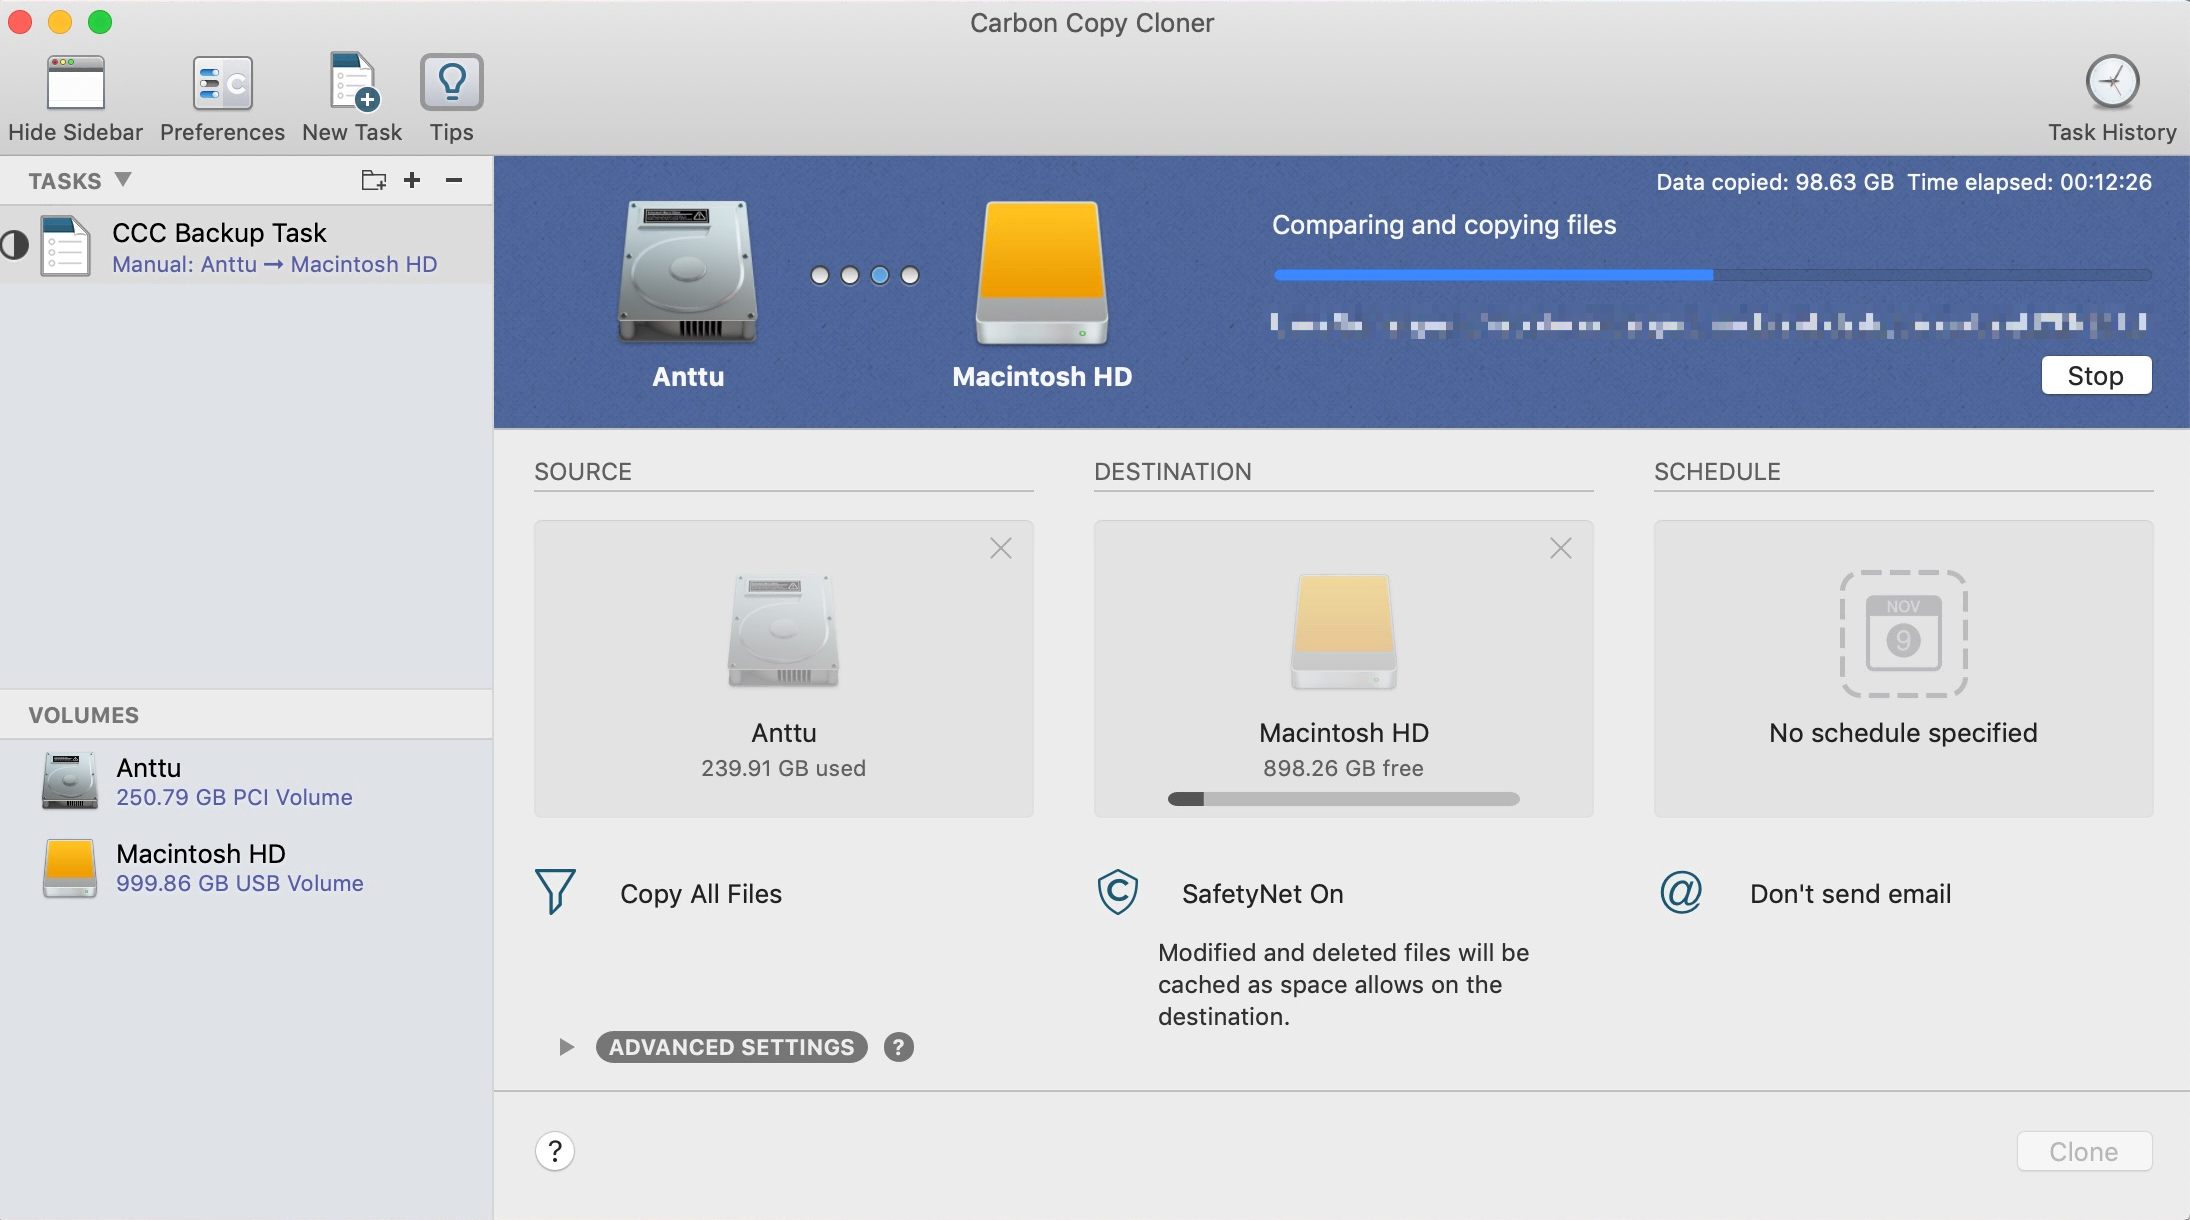 Carbon Copy Cloner
Hide Sidebar
Preferences
New Task
Tips
Task History
TASKS
CCC Backup Task
Manual: Anttu → Macintosh HD
VOLUMES
Anttu
250.79 GB PCI Volume
Macintosh HD
999.86 GB USB Volume
Data copied: 98.63 GB Time elapsed: 00:12:26
Comparing and copying files
Anttu
Macintosh HD
Stop
SOURCE
Anttu
239.91 GB used
Copy All Files
ADVANCED SETTINGS ?
DESTINATION
Macintosh HD
898.26 GB free
SafetyNet On
Modified and deleted files will be
cached as space allows on the
destination.
SCHEDULE
NOV
9
No schedule specified
@ Don't send email
?
Clone